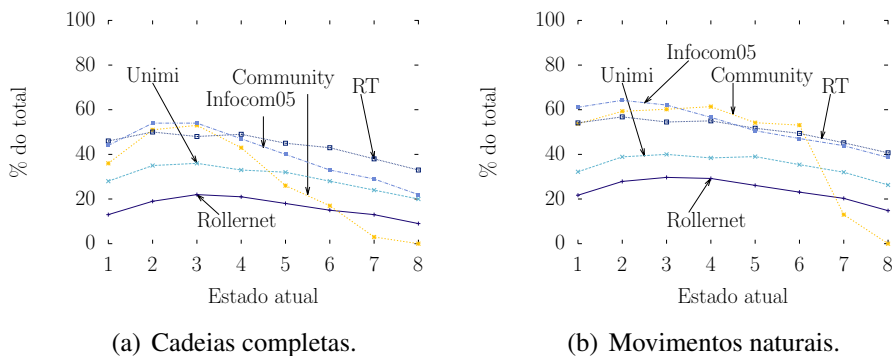 100
80
60
40
20
0
% do total
Unimi
Community
Infocom05
RT
Rollernet
1 2 3 4 5 6 7 8
Estado atual
(a) Cadeias completas.
100
80
60
40
20
0
% do total
Infocom05
Unimi
Community
RT
Rollernet
1 2 3 4 5 6 7 8
Estado atual
(b) Movimentos naturais.